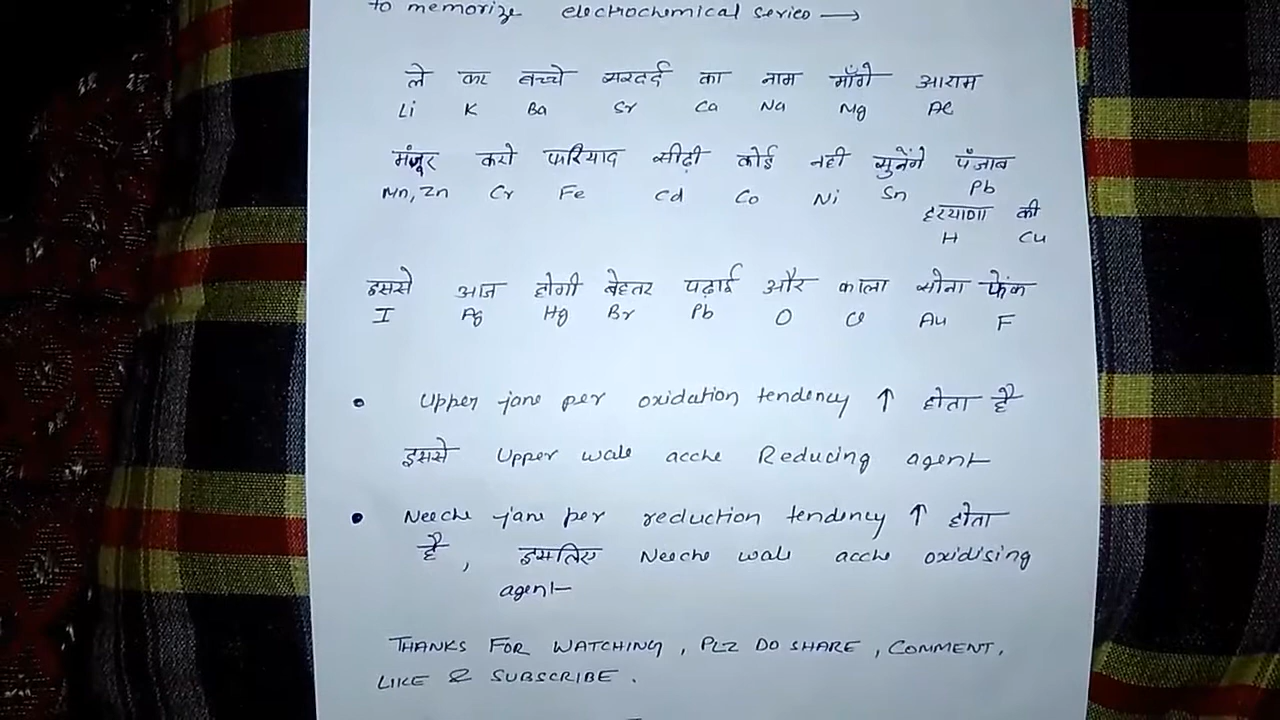 to memorize electrochemical series →
ले कर बच्चे सरदर्द का नाम माँगे आराम
Li K Ba Sr Ca Na Mg Al
मंजूर करो फरियाद सीढ़ी कोई नही सुनेंगे पँजाब
Mn, Zn Cr Fe Cd Co Ni Sn Pb
हरयाणा की
H Cu
इससे आज होगी बेहतर पढ़ाई और काला सोना फेंक
I Ag Hg Br Pb O Cl Au F
• Upper jane per oxidation tendency ↑ होता है
इससे Upper wale acche Reducing agent
• Neeche jane per reduction tendency ↑ होता
है, इसलिए Neeche wale acche oxidising
agent
THANKS FOR WATCHING, PLZ DO SHARE, COMMENT,
LIKE & SUBSCRIBE.